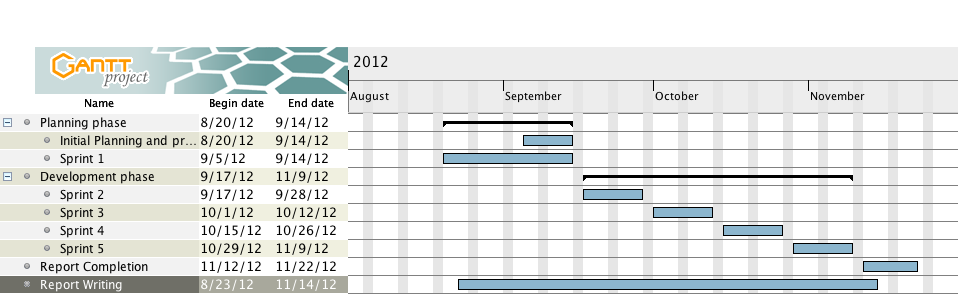 GANTT
project
2012
August September October November
Name Begin date End date
Planning phase 8/20/12 9/14/12
Initial Planning and pr... 8/20/12 9/14/12
Sprint 1 9/5/12 9/14/12
Development phase 9/17/12 11/9/12
Sprint 2 9/17/12 9/28/12
Sprint 3 10/1/12 10/12/12
Sprint 4 10/15/12 10/26/12
Sprint 5 10/29/12 11/9/12
Report Completion 11/12/12 11/22/12
Report Writing 8/23/12 11/14/12